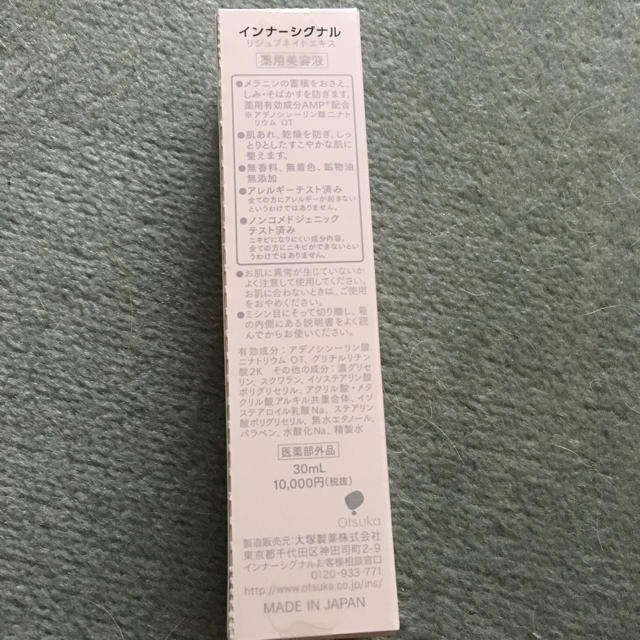 インナーシグナル
リジュブネイトエキス
薬用美容液
●メラニンの蓄積をおさえ、
しみ・そばかすを防ぎます。
薬用有効成分AMP※配合
※アデノシン一リン酸二ナト
リウム OT
●肌あれ、乾燥を防ぎ、しっ
とりとしたすこやかな肌に
整えます。
●無香料、無着色、鉱物油
無添加
●アレルギーテスト済み
全ての方にアレルギーが起きない
というわけではありません。
●ノンコメドジェニック
テスト済み
ニキビになりにくい成分内容、
全ての方にニキビができないとい
うわけではありません。
●お肌に異常が生じていないか
よく注意して使用してください。
お肌に合わないときは、ご使用
をおやめください。
●ミシン目にそって切り離し、箱
の内側にある説明書をよく読
んでからお使いください。
有効成分：アデノシン一リン酸
二ナトリウム OT、グリチルリチン
酸2K その他の成分：濃グリセ
リン、スクワラン、イソステアリン酸
ポリグリセリル、アクリル酸・メタ
クリル酸アルキル共重合体、イソ
ステアロイル乳酸Na、ステアリン
酸ポリグリセリル、無水エタノール、
パラベン、水酸化Na、精製水
医薬部外品
30mL
10,000円（税抜）
Otsuka
製造販売元：大塚製薬株式会社
東京都千代田区神田司町2-9
インナーシグナルお客様相談窓口
0120-933-771
http://www.otsuka.co.jp/ins/
MADE IN JAPAN